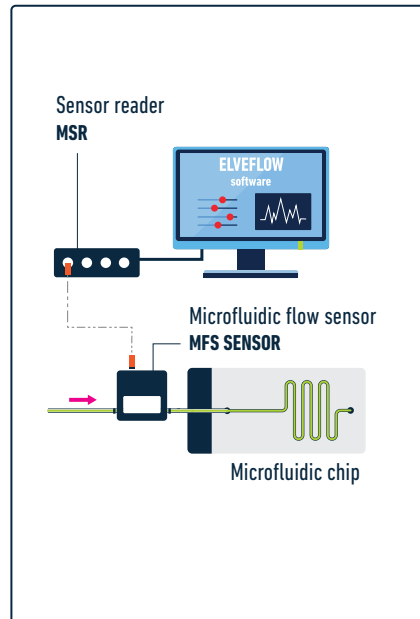 Sensor reader
MSR
ELVEFLOW
software
Microfluidic flow sensor
MFS SENSOR
Microfluidic chip